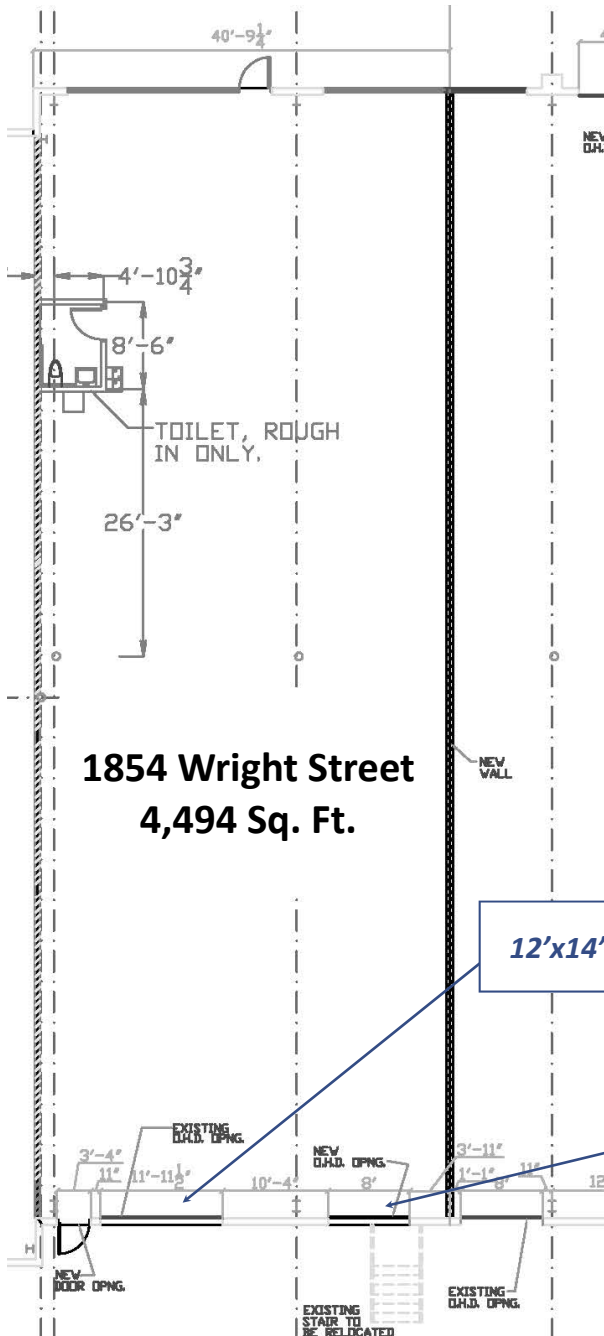 40'-9 1/4"
NEW
O.H.
4'-10 3/4"
8'-6"
TOILET, ROUGH
IN ONLY.
26'-3"
1854 Wright Street
4,494 Sq. Ft.
NEW
WALL
12'x14'
EXISTING
O.H.D. OPNG.
NEW
O.H.D. OPNG.
3'-4"
3'-11"
11"
11'-11 1/2"
10'-4"
8'
1'-1"
8'
11"
12
H
NEW
DOOR OPNG.
EXISTING
STAIR TO
BE RELOCATED
EXISTING
O.H.D. OPNG.